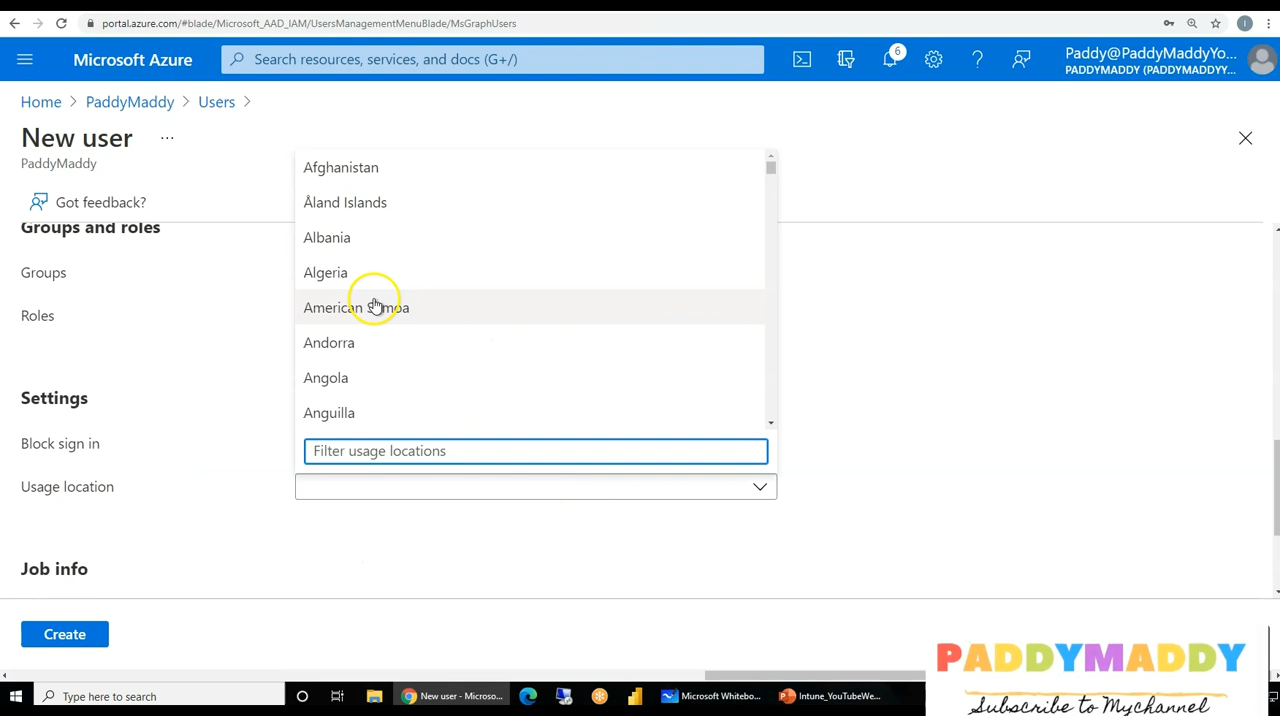 portal.azure.com/#blade/Microsoft_AAD_IAM/UsersManagementMenuBlade/MsGraphUsers
Microsoft Azure
Search resources, services, and docs (G+/)
6
Paddy@PaddyMaddyYo...
PADDYMADDY (PADDYMADDYY...
Home > PaddyMaddy > Users >
New user ...
PaddyMaddy
Got feedback?
Groups and roles
Groups
Roles
Settings
Block sign in
Usage location
Afghanistan
Åland Islands
Albania
Algeria
American Samoa
Andorra
Angola
Anguilla
Filter usage locations
Job info
Create
PADDYMADDY
Subscribe to Mychannel
Type here to search
New user - Microso...
Microsoft Whitebo...
Intune_YouTubeWe...